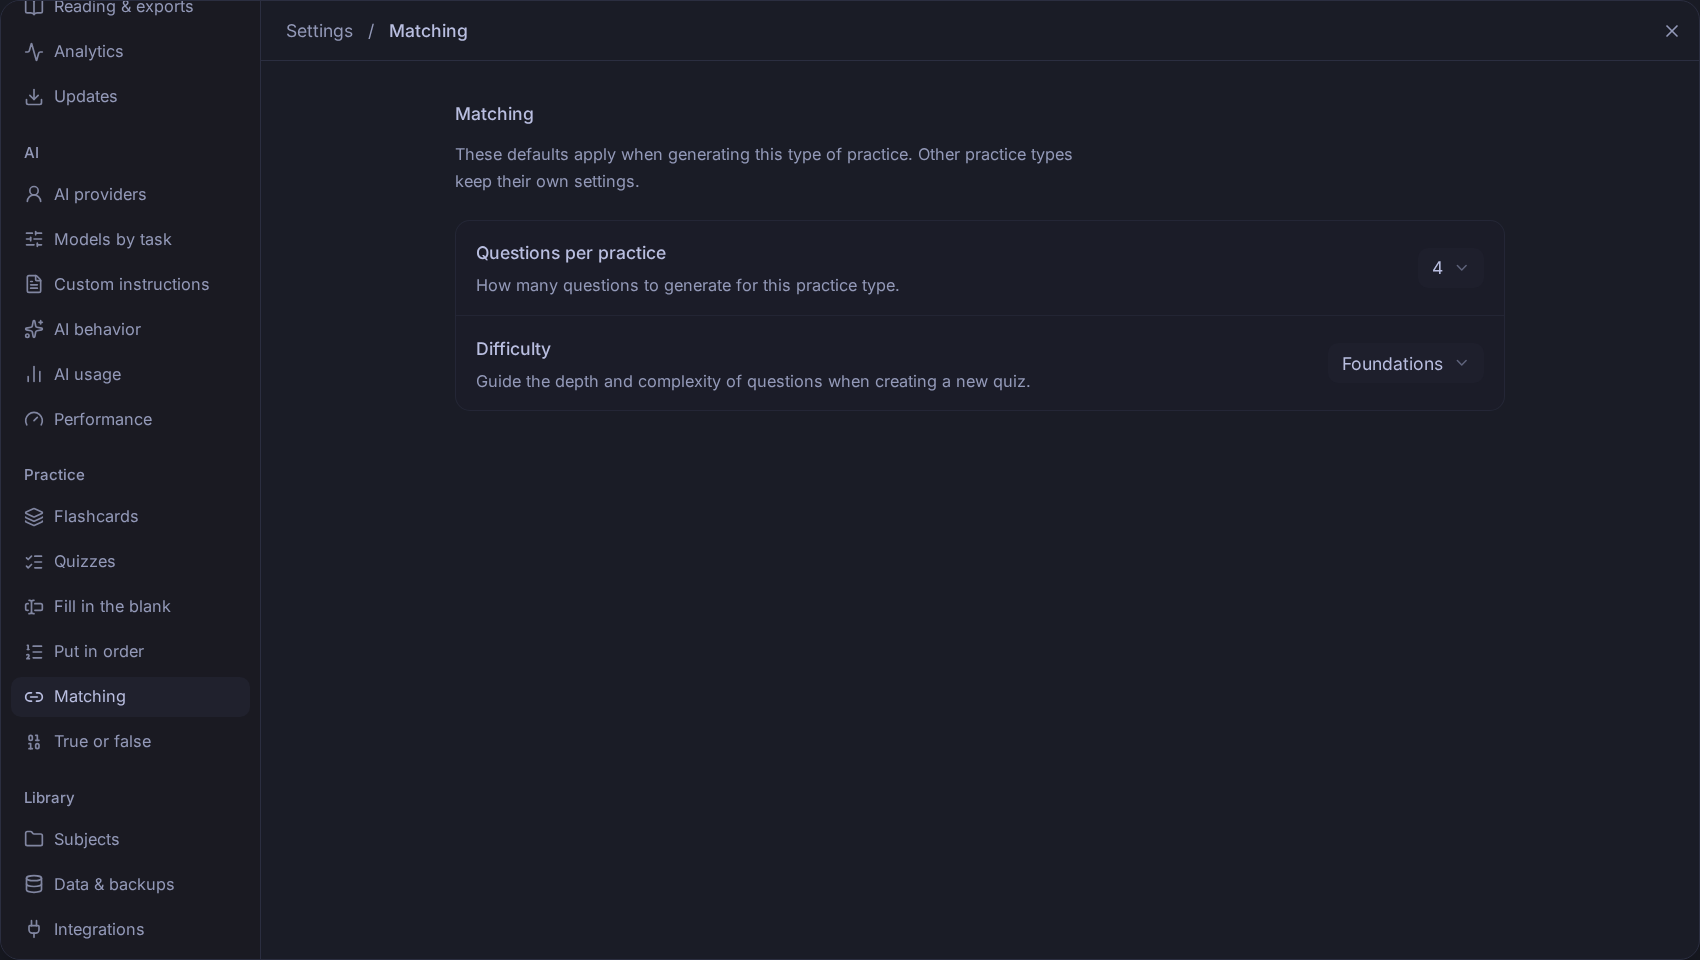 Reading & exports
Analytics
Updates
AI
AI providers
Models by task
Custom instructions
AI behavior
AI usage
Performance
Practice
Flashcards
Quizzes
Fill in the blank
Put in order
Matching
True or false
Library
Subjects
Data & backups
Integrations
Settings / Matching
Matching
These defaults apply when generating this type of practice. Other practice types
keep their own settings.
Questions per practice
How many questions to generate for this practice type.
4
Difficulty
Guide the depth and complexity of questions when creating a new quiz.
Foundations